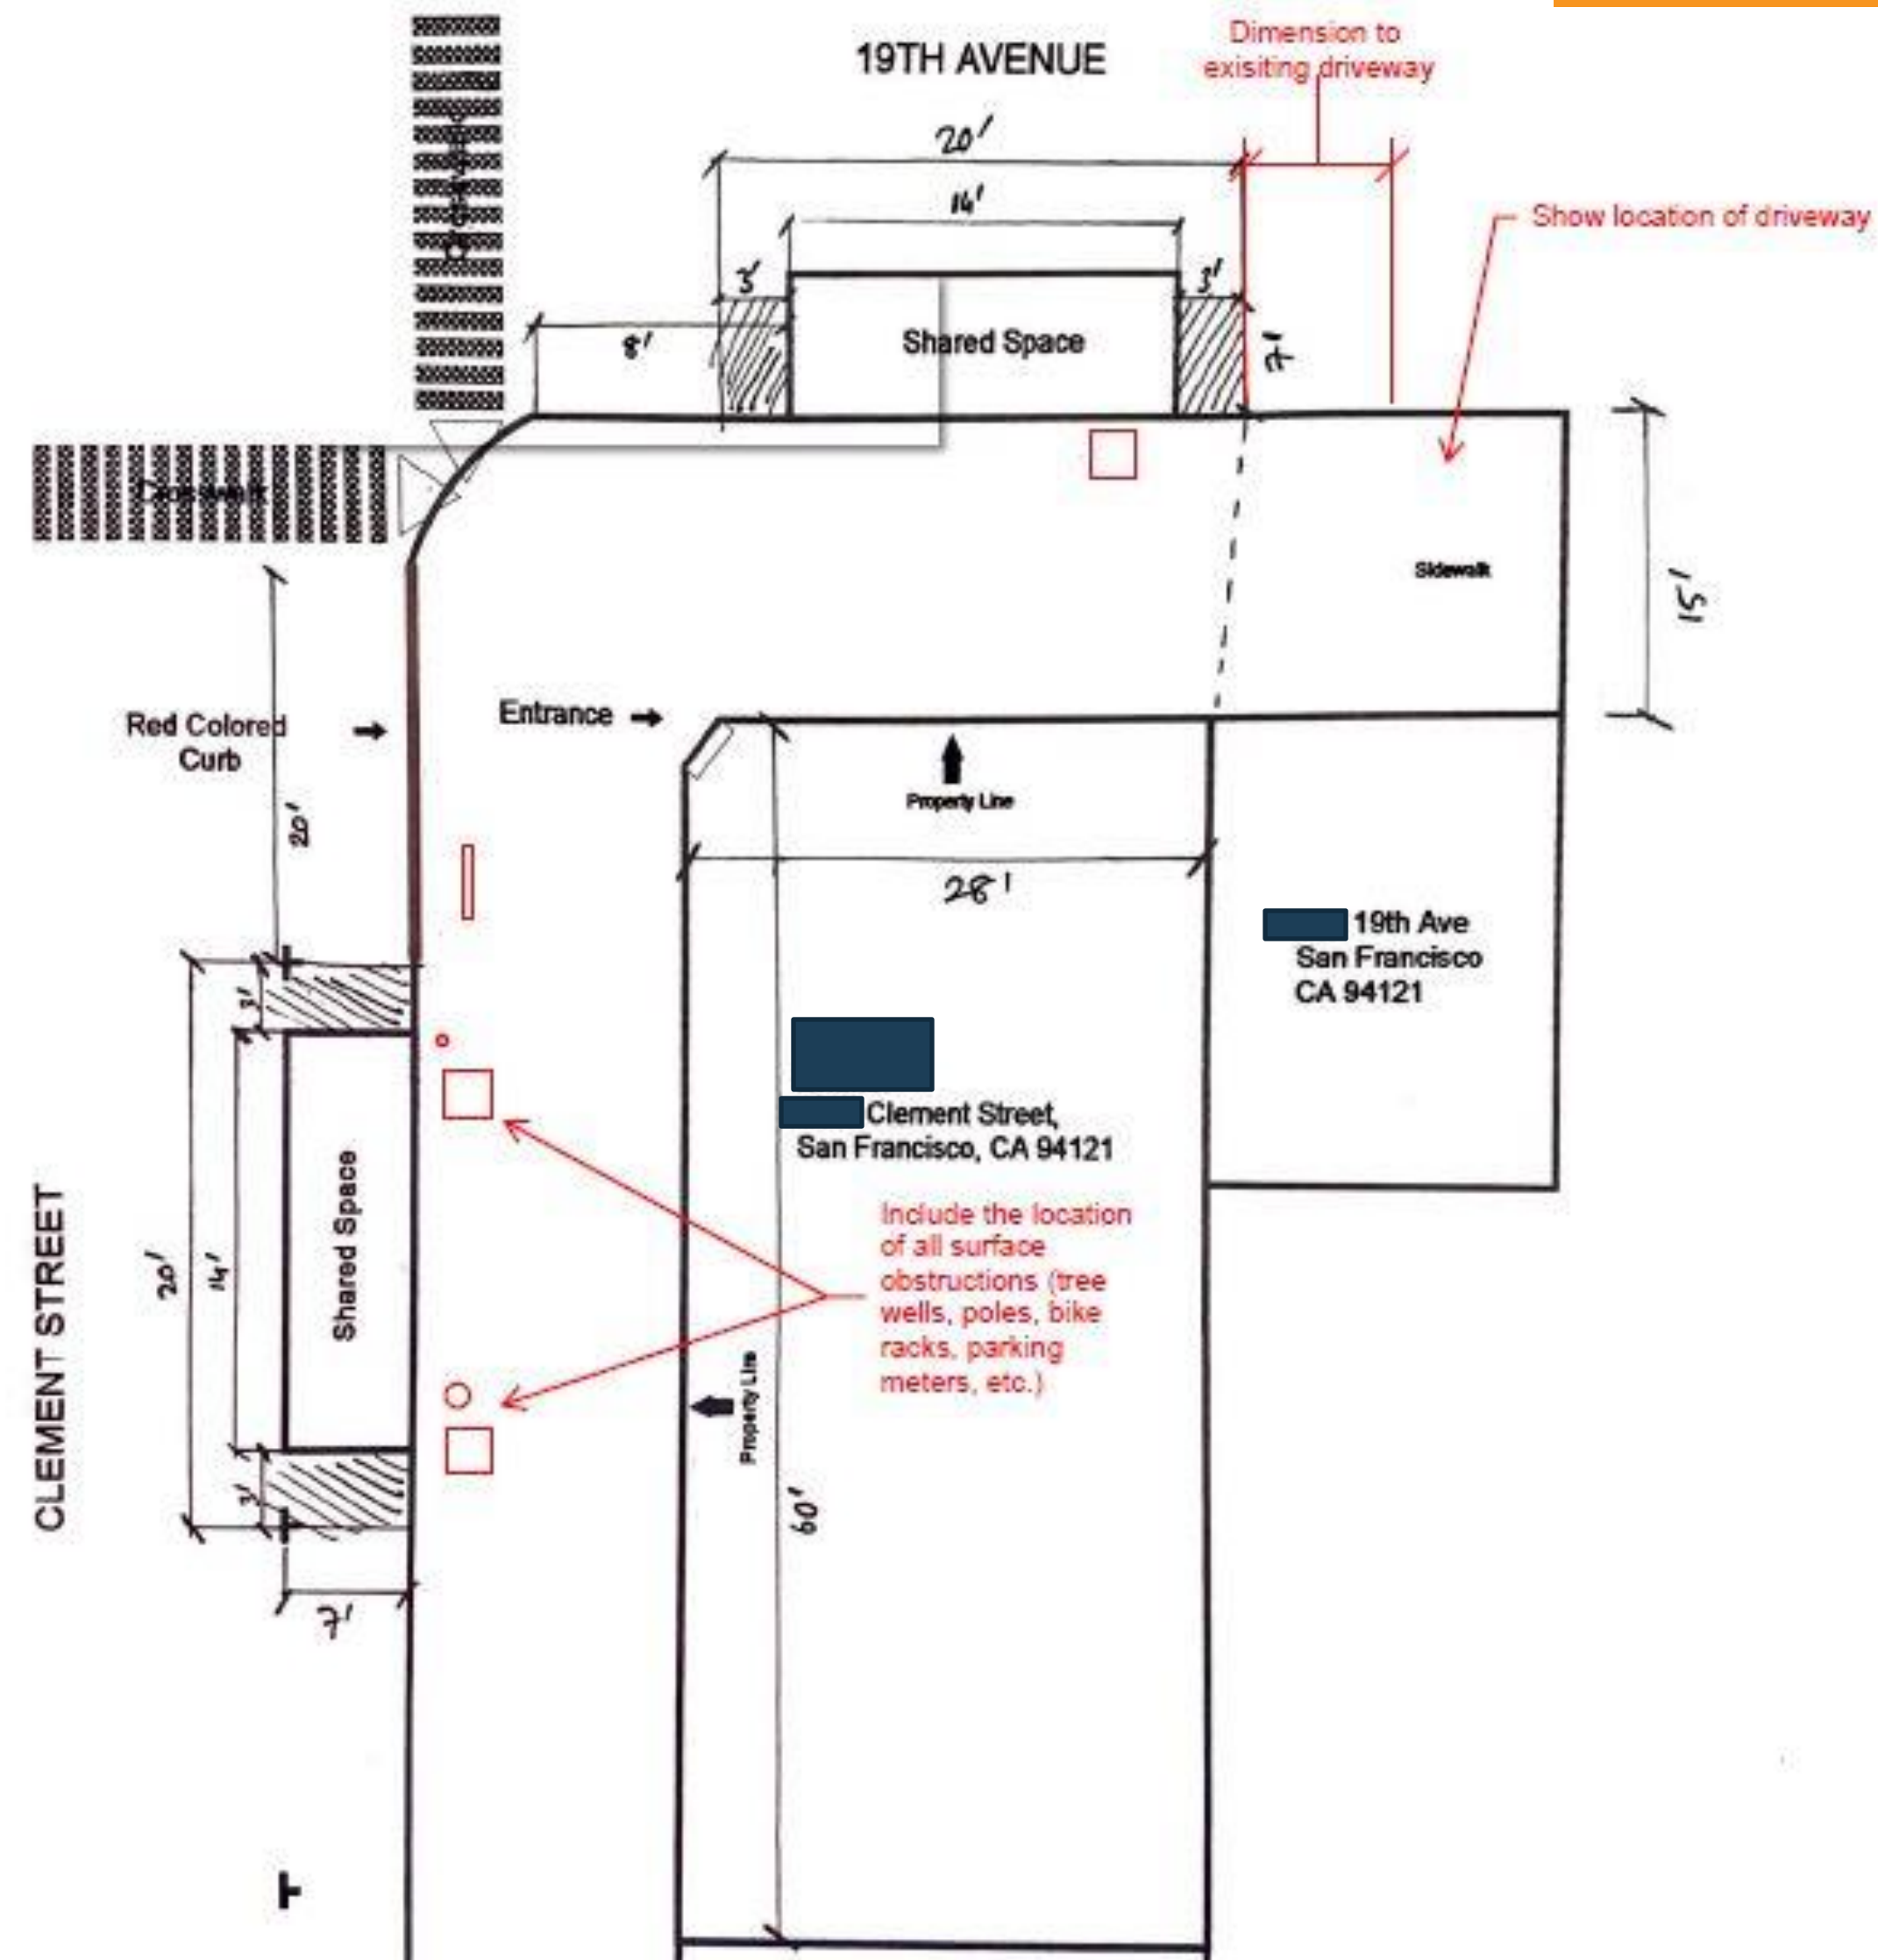 19TH AVENUE
Dimension to
exisiting driveway
20'
14'
Show location of driveway
3'
3'
8'
Shared Space
7'
Crosswalk
Crosswalk
Sidewalk
15'
Red Colored
Curb
Entrance
20'
Property Line
28'
19th Ave
San Francisco
CA 94121
Clement Street,
San Francisco, CA 94121
3'
Include the location
of all surface
obstructions (tree
wells, poles, bike
racks, parking
meters, etc.)
CLEMENT STREET
20'
14'
Shared Space
Property Line
3'
60'
7'